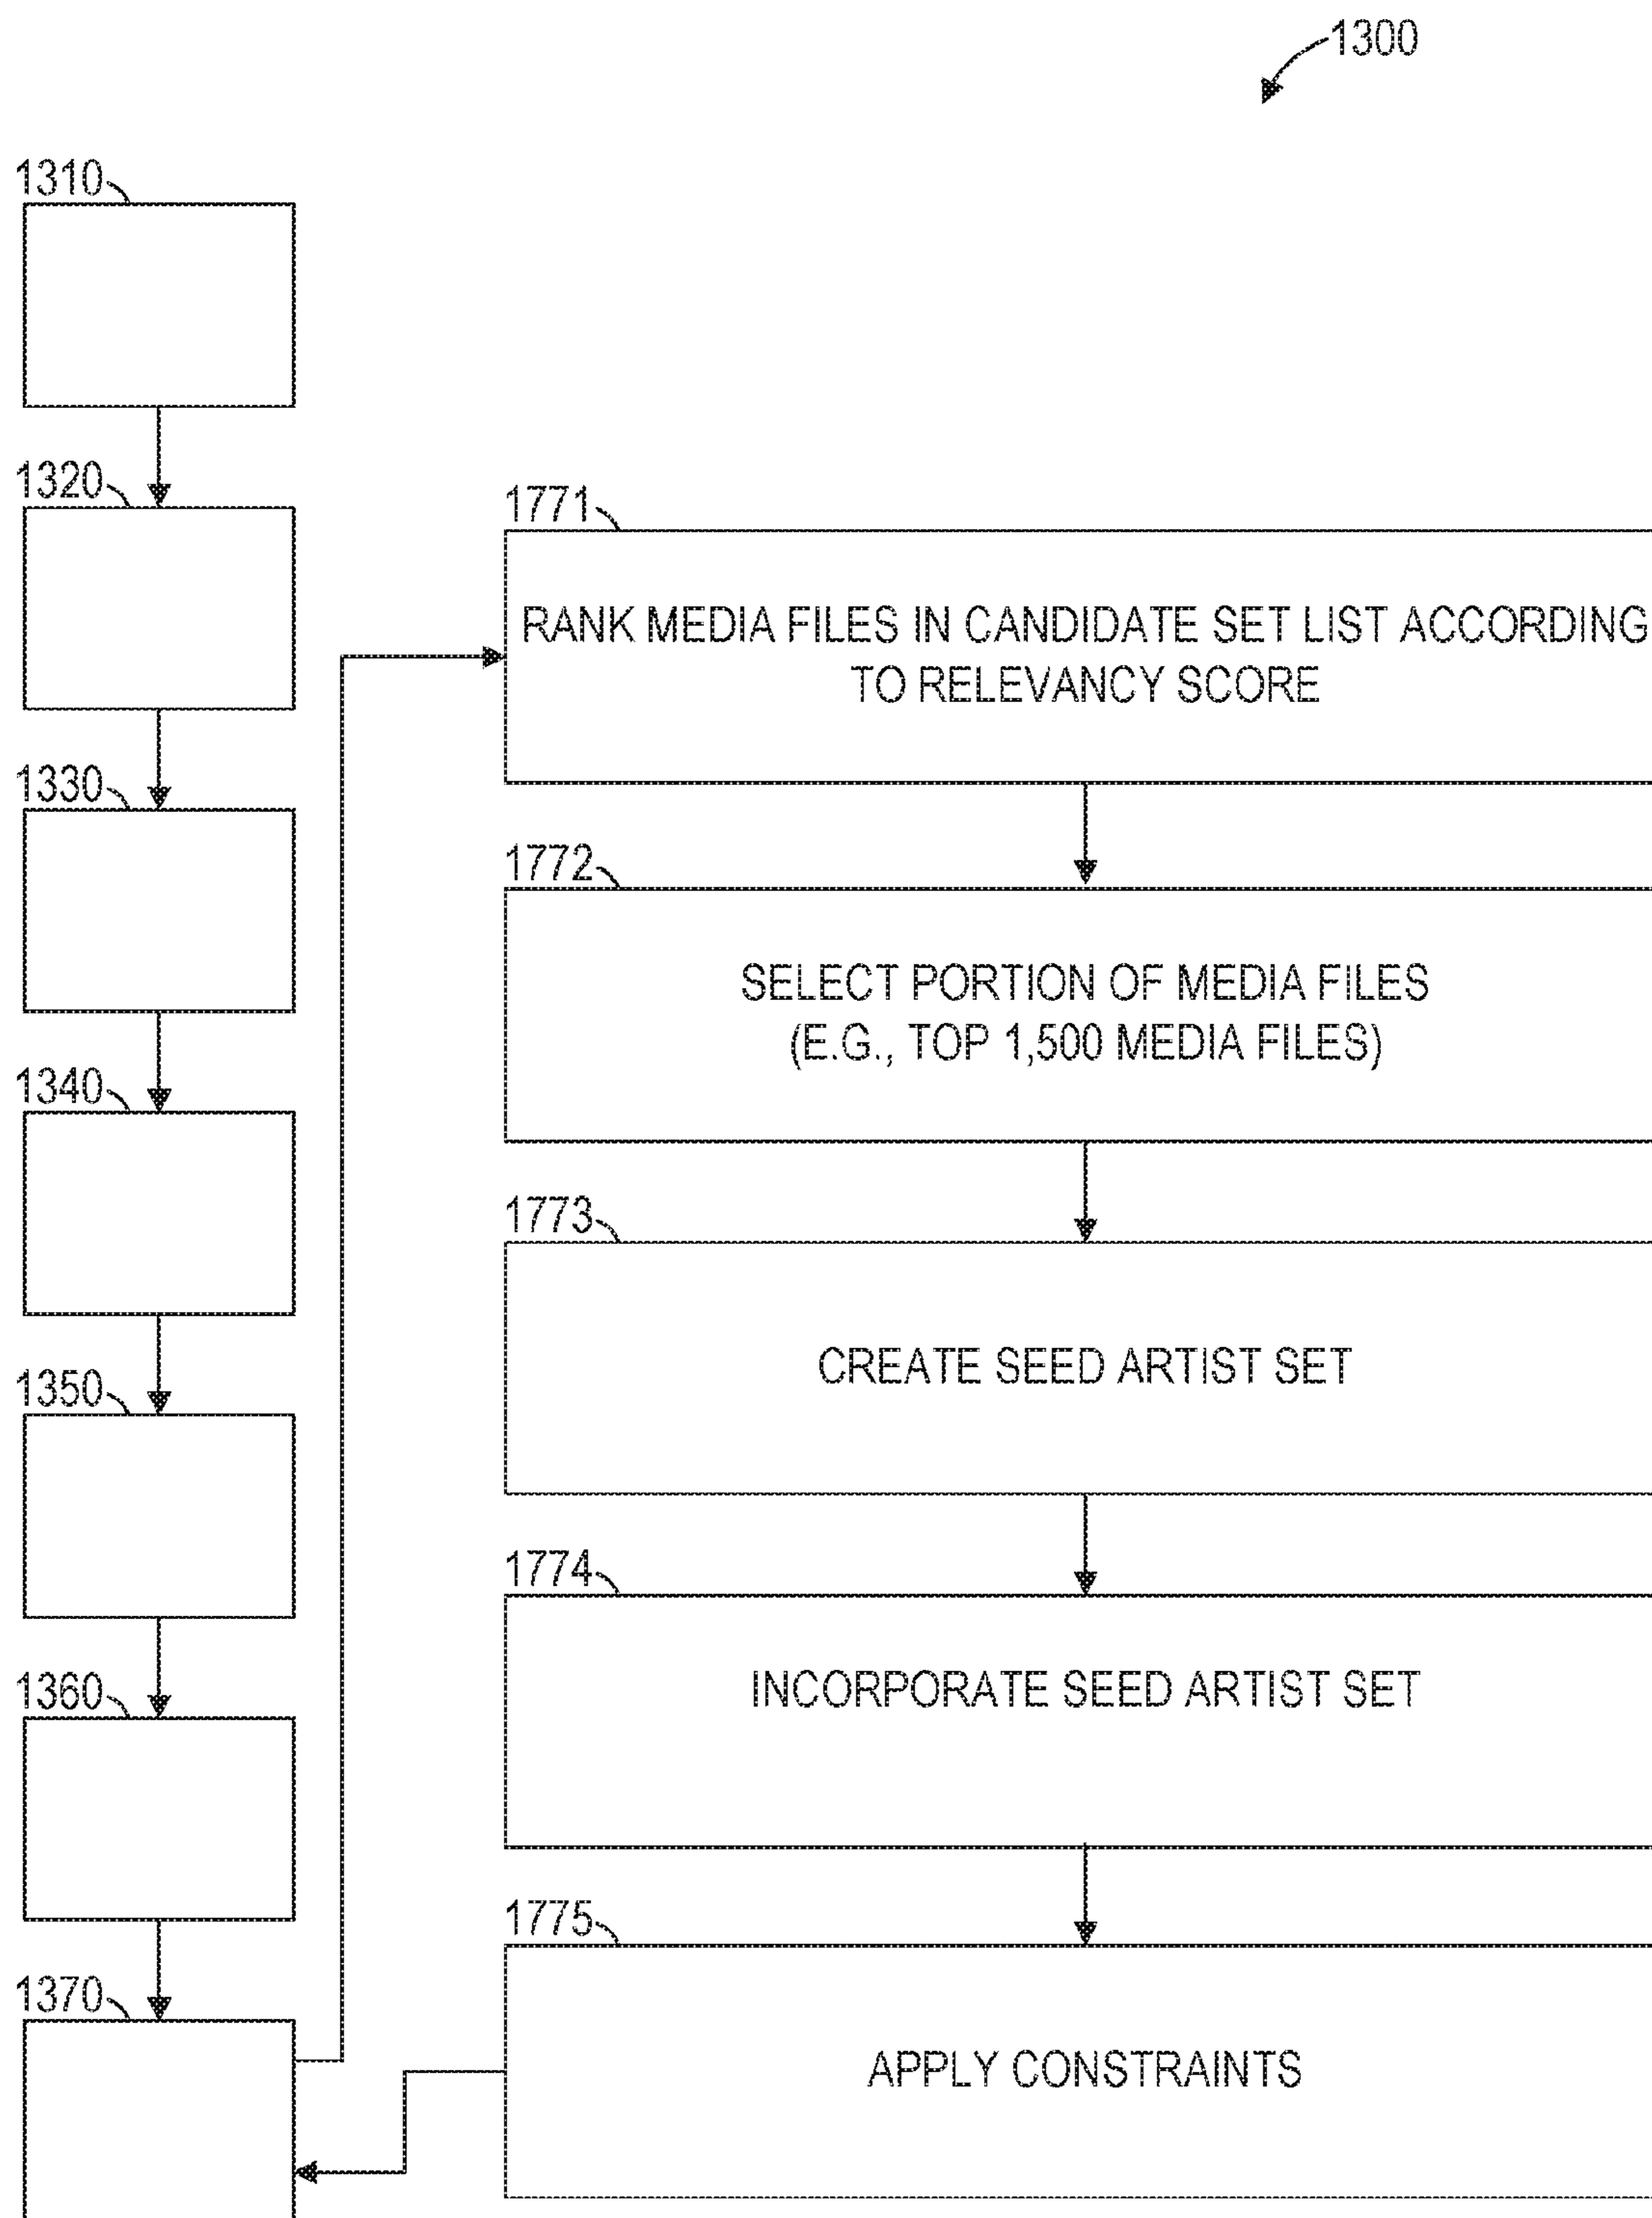 1300
1310
1320
1330
1340
1350
1360
1370
1771
RANK MEDIA FILES IN CANDIDATE SET LIST ACCORDING
TO RELEVANCY SCORE
1772
SELECT PORTION OF MEDIA FILES
(E.G., TOP 1,500 MEDIA FILES)
1773
CREATE SEED ARTIST SET
1774
INCORPORATE SEED ARTIST SET
1775
APPLY CONSTRAINTS